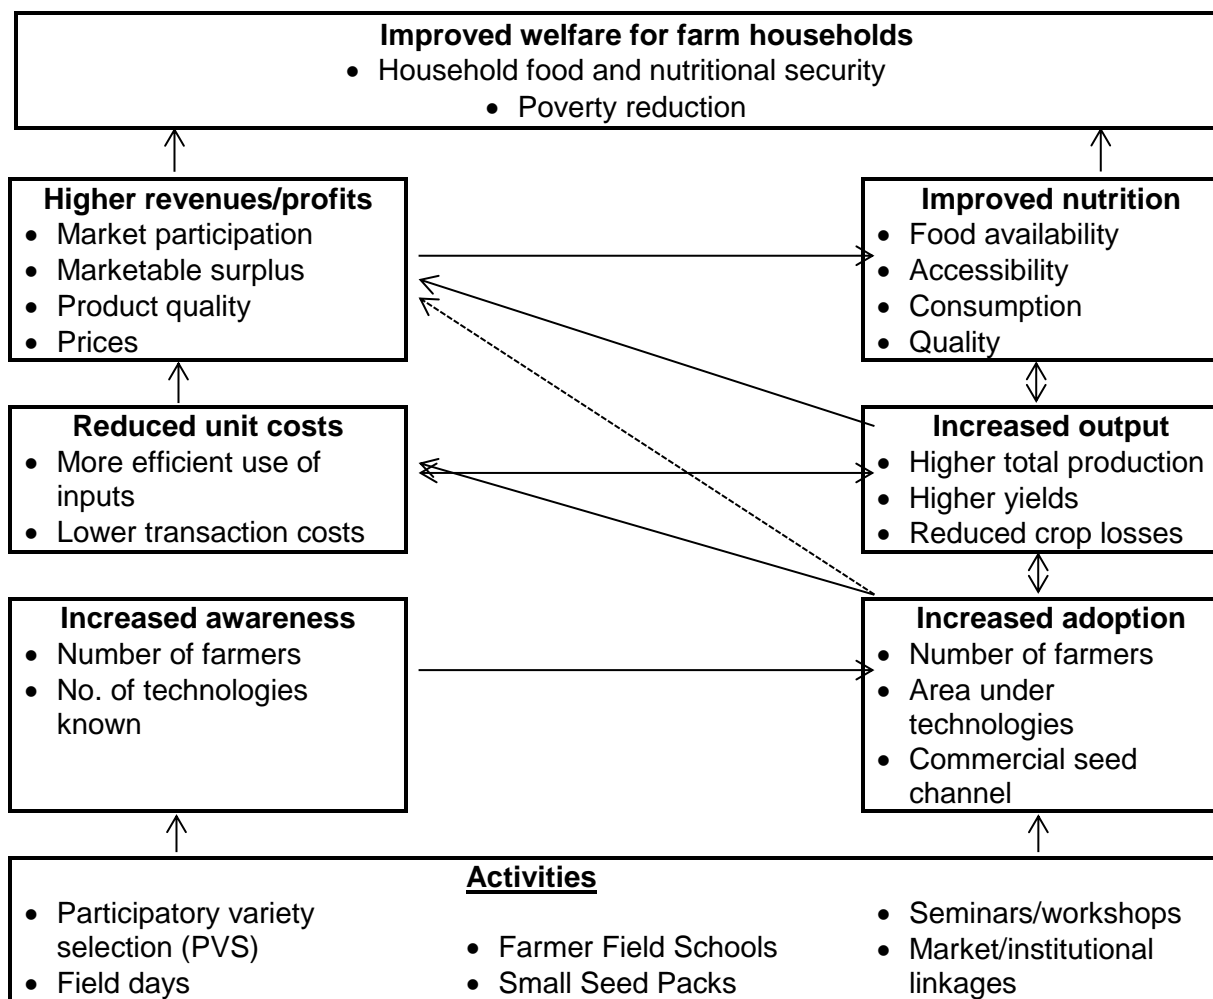 Improved welfare for farm households
• Household food and nutritional security
• Poverty reduction
Higher revenues/profits
• Market participation
• Marketable surplus
• Product quality
• Prices
Improved nutrition
• Food availability
• Accessibility
• Consumption
• Quality
Reduced unit costs
• More efficient use of
inputs
• Lower transaction costs
Increased output
• Higher total production
• Higher yields
• Reduced crop losses
Increased awareness
• Number of farmers
• No. of technologies
known
Increased adoption
• Number of farmers
• Area under
technologies
• Commercial seed
channel
Activities
• Participatory variety
selection (PVS)
• Field days
• Farmer Field Schools
• Small Seed Packs
• Seminars/workshops
• Market/institutional
linkages